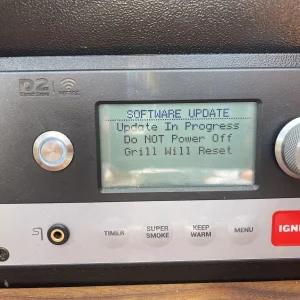 D2
SOFTWARE UPDATE
Update In Progress
Do NOT Power Off
Grill Will Reset
TIMER
SUPER
SMOKE
KEEP
WARM
MENU
IGNI